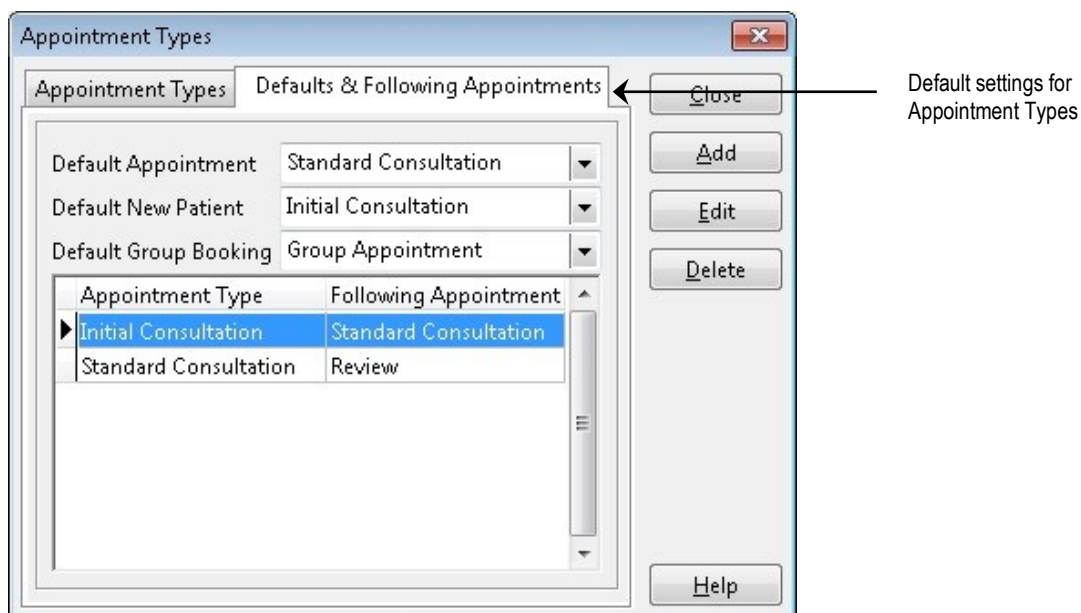 Appointment Types
Appointment Types
Defaults & Following Appointments
Close
Default settings for
Appointment Types
Add
Default Appointment Standard Consultation
Default New Patient Initial Consultation
Edit
Default Group Booking Group Appointment
Delete
Appointment Type Following Appointment
Initial Consultation Standard Consultation
Standard Consultation Review
Help